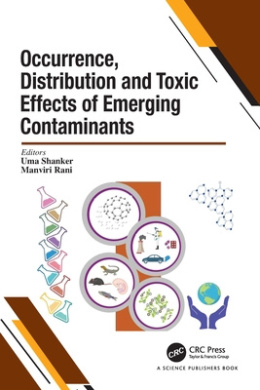 Occurrence,
Distribution and Toxic
Effects of Emerging
Contaminants
Editors
Uma Shanker
Manviri Rani
CRC
CRC Press
Taylor & Francis Group
A SCIENCE PUBLISHERS BOOK